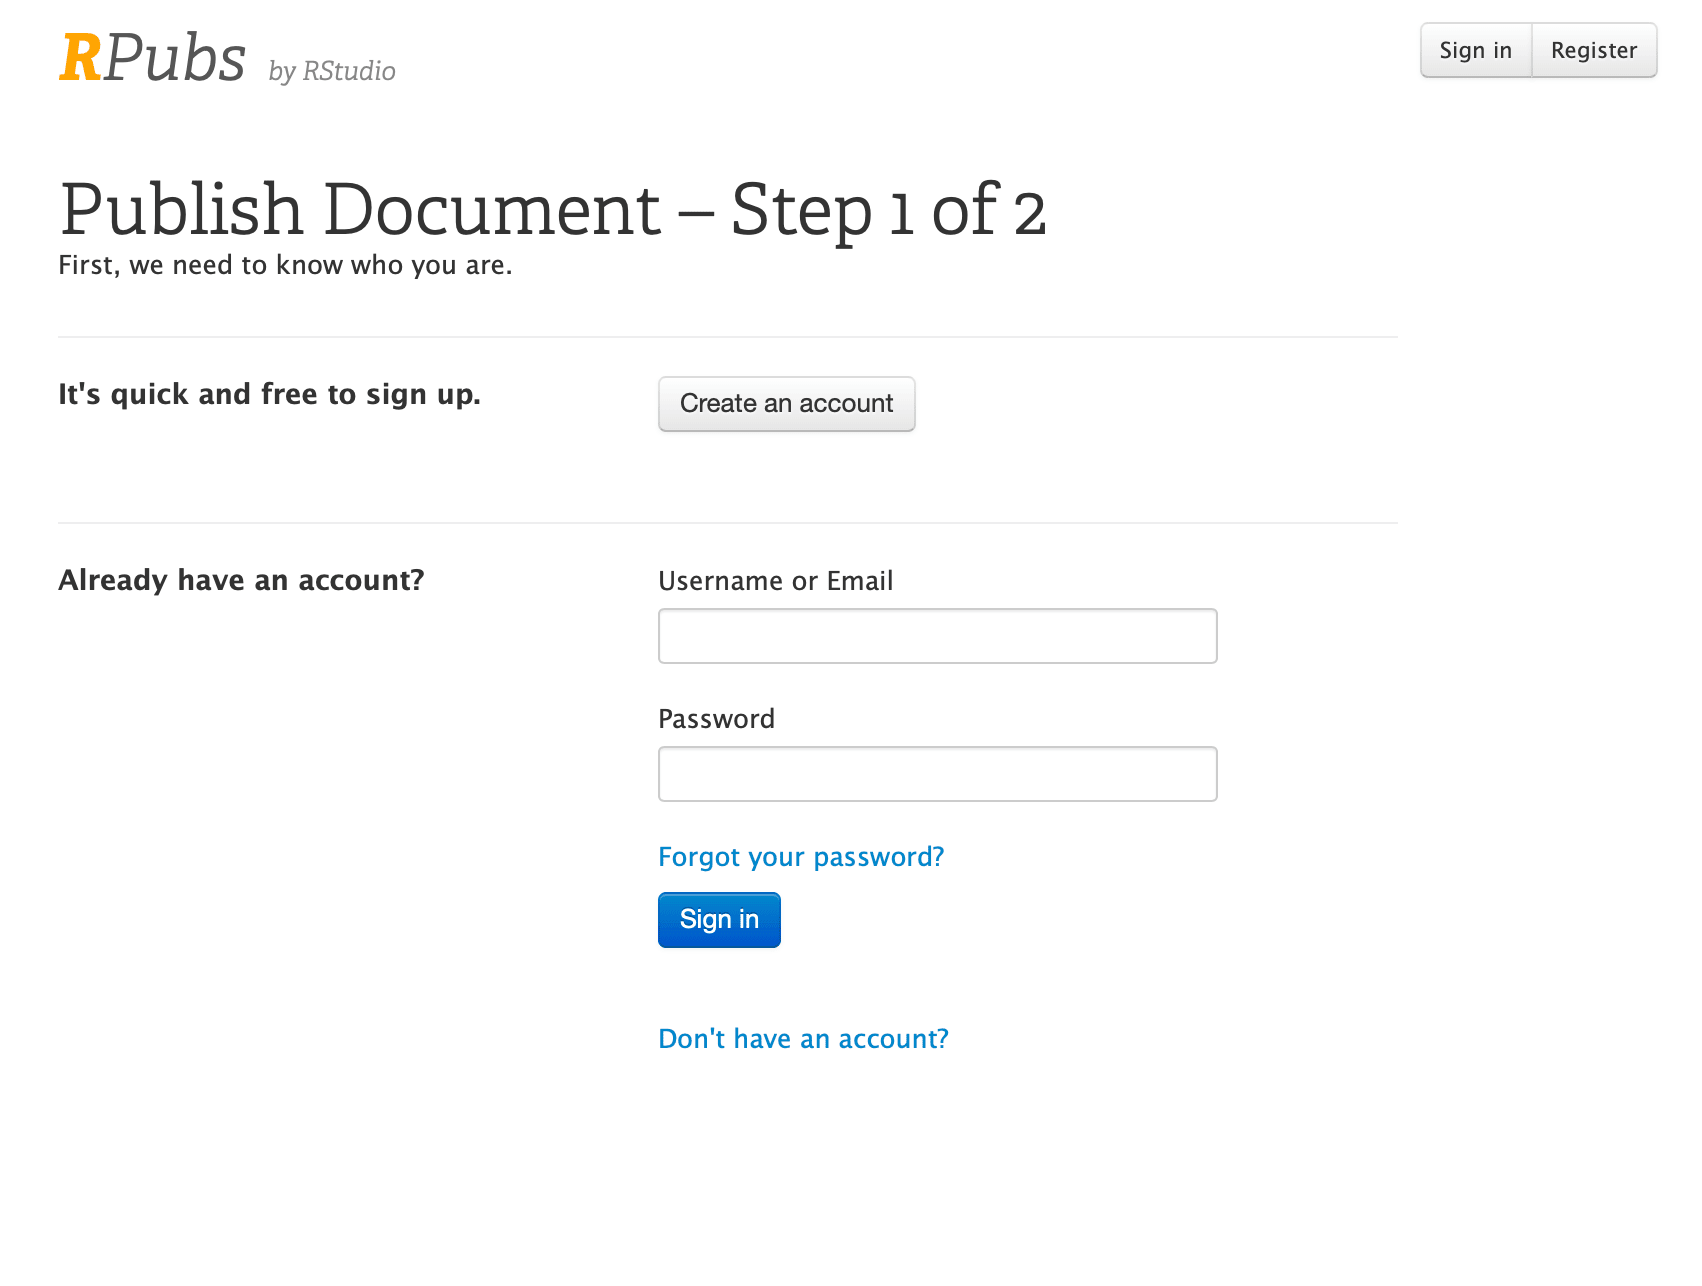 RPubs by RStudio
Sign in Register
Publish Document – Step 1 of 2
First, we need to know who you are.
It's quick and free to sign up.
Create an account
Already have an account?
Username or Email
Password
Forgot your password?
Sign in
Don't have an account?